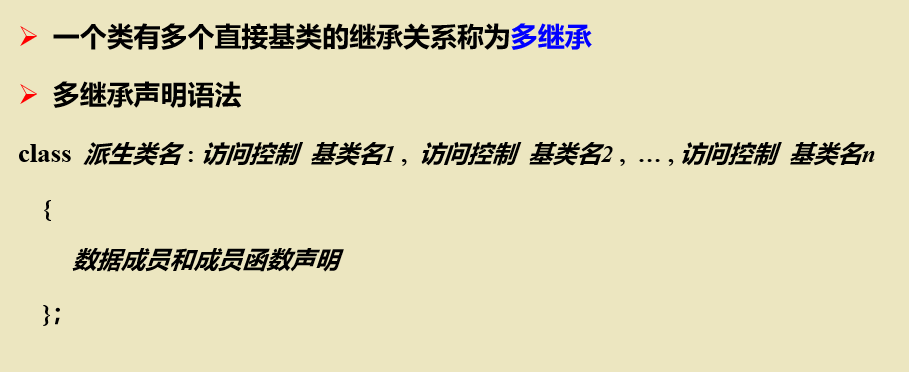 ➢ 一个类有多个直接基类的继承关系称为多继承
➢ 多继承声明语法
class 派生类名 : 访问控制 基类名1 , 访问控制 基类名2 , … , 访问控制 基类名n
{
数据成员和成员函数声明
};